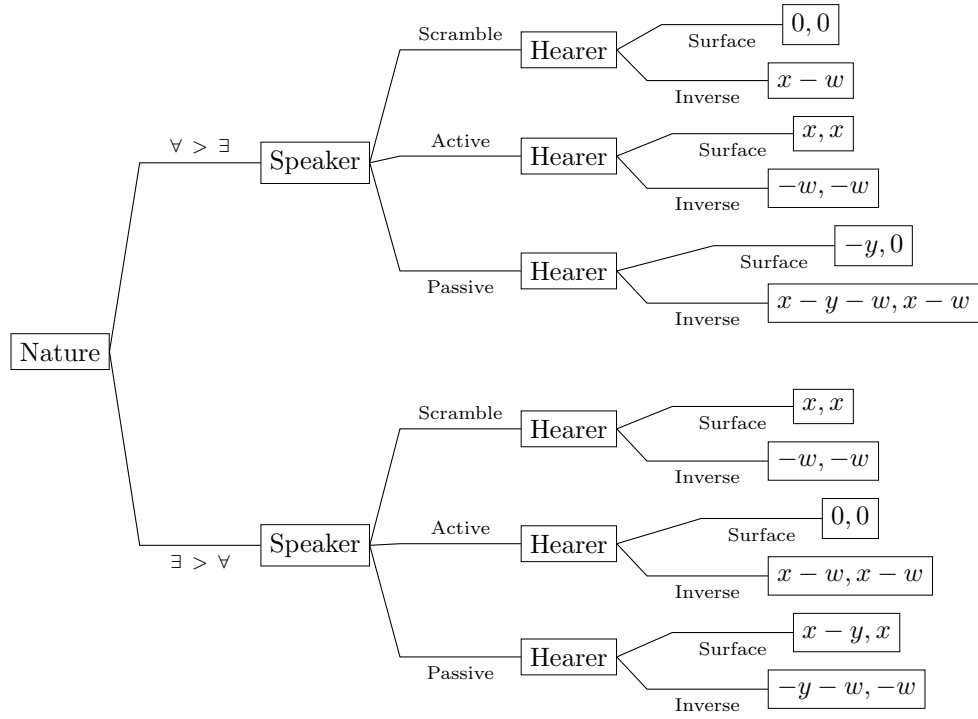 0, 0
Scramble
Surface
Hearer
x − w
Inverse
∀ > ∃
x, x
Active
Surface
Speaker
Hearer
−w, −w
Inverse
−y, 0
Surface
Hearer
Passive
x − y − w, x − w
Inverse
Nature
x, x
Scramble
Surface
Hearer
−w, −w
Inverse
0, 0
Active
Surface
Speaker
Hearer
∃ > ∀
x − w, x − w
Inverse
x − y, x
Surface
Hearer
Passive
−y − w, −w
Inverse